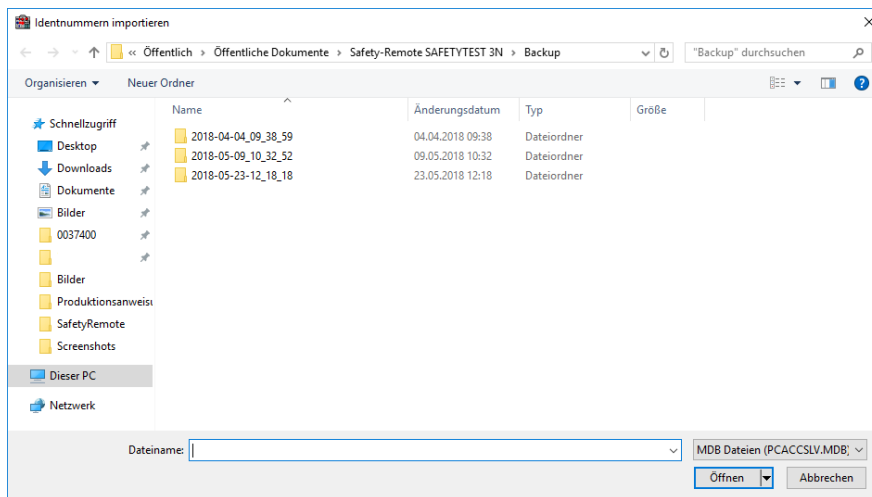 Identnummern importieren
« Öffentlich › Öffentliche Dokumente › Safety-Remote SAFETYTEST 3N › Backup
"Backup" durchsuchen
Organisieren Neuer Ordner
Name Änderungsdatum Typ Größe
Schnellzugriff
Desktop
Downloads
Dokumente
Bilder
0037400
Bilder
Produktionsanweisu
SafetyRemote
Screenshots
Dieser PC
Netzwerk
2018-04-04_09_38_59 04.04.2018 09:38 Dateiordner
2018-05-09_10_32_52 09.05.2018 10:32 Dateiordner
2018-05-23-12_18_18 23.05.2018 12:18 Dateiordner
Dateiname: MDB Dateien (PCACCSLV.MDB)
Öffnen Abbrechen